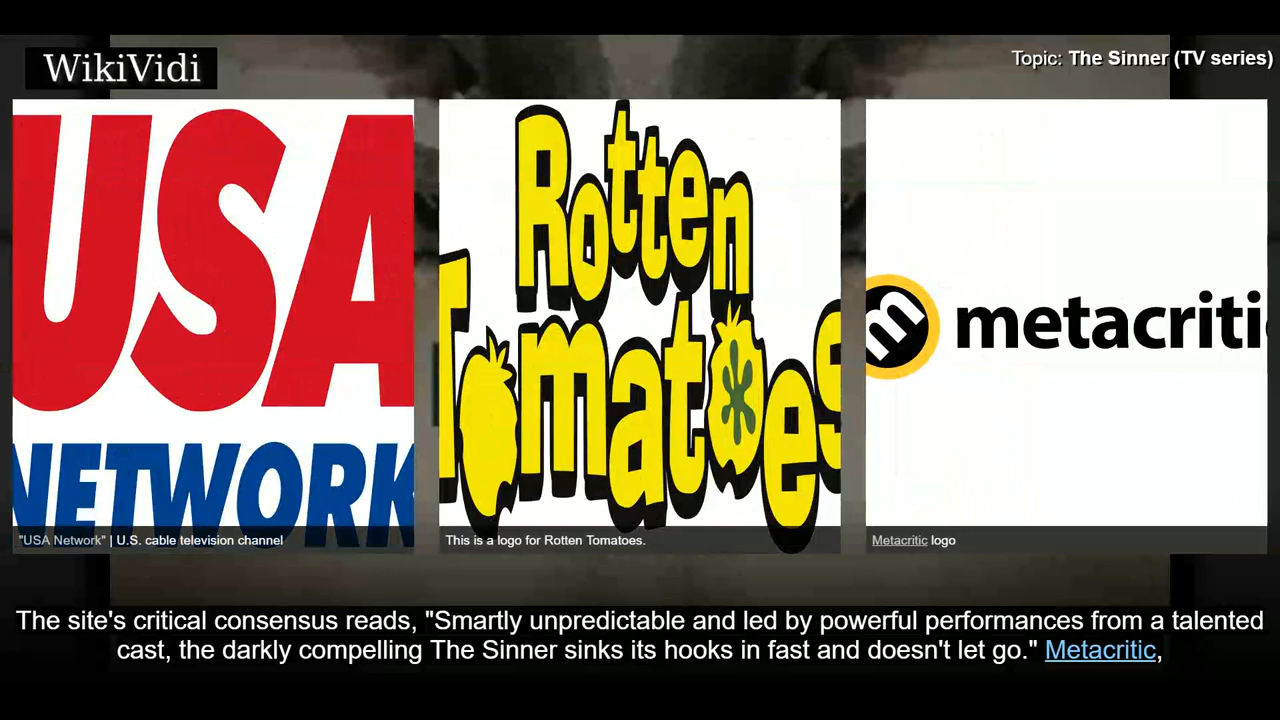 WikiVidi
Topic: The Sinner (TV series)
USA
NETWORK
"USA Network" | U.S. cable television channel
Rotten
Tomatoes
This is a logo for Rotten Tomatoes.
m metacritic
Metacritic logo
The site's critical consensus reads, "Smartly unpredictable and led by powerful performances from a talented
cast, the darkly compelling The Sinner sinks its hooks in fast and doesn't let go." Metacritic,